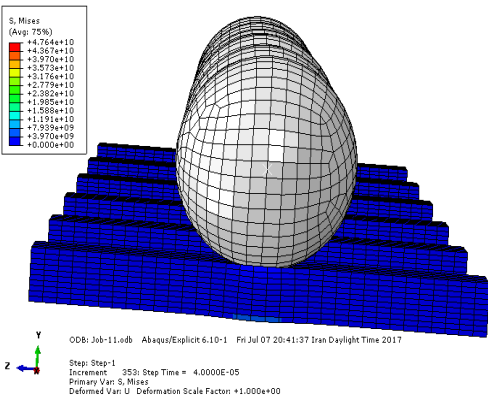 S, Mises
(Avg: 75%)
+4.764e+10
+4.367e+10
+3.970e+10
+3.573e+10
+3.176e+10
+2.779e+10
+2.382e+10
+1.985e+10
+1.588e+10
+1.191e+10
+7.939e+09
+3.970e+09
+0.000e+00
Y
Z
ODB: Job-11.odb Abaqus/Explicit 6.10-1 Fri Jul 07 20:41:37 Iran Daylight Time 2017
Step: Step-1
Increment 353: Step Time = 4.0000E-05
Primary Var: S, Mises
Deformed Var: U Deformation Scale Factor: +1.000e+00